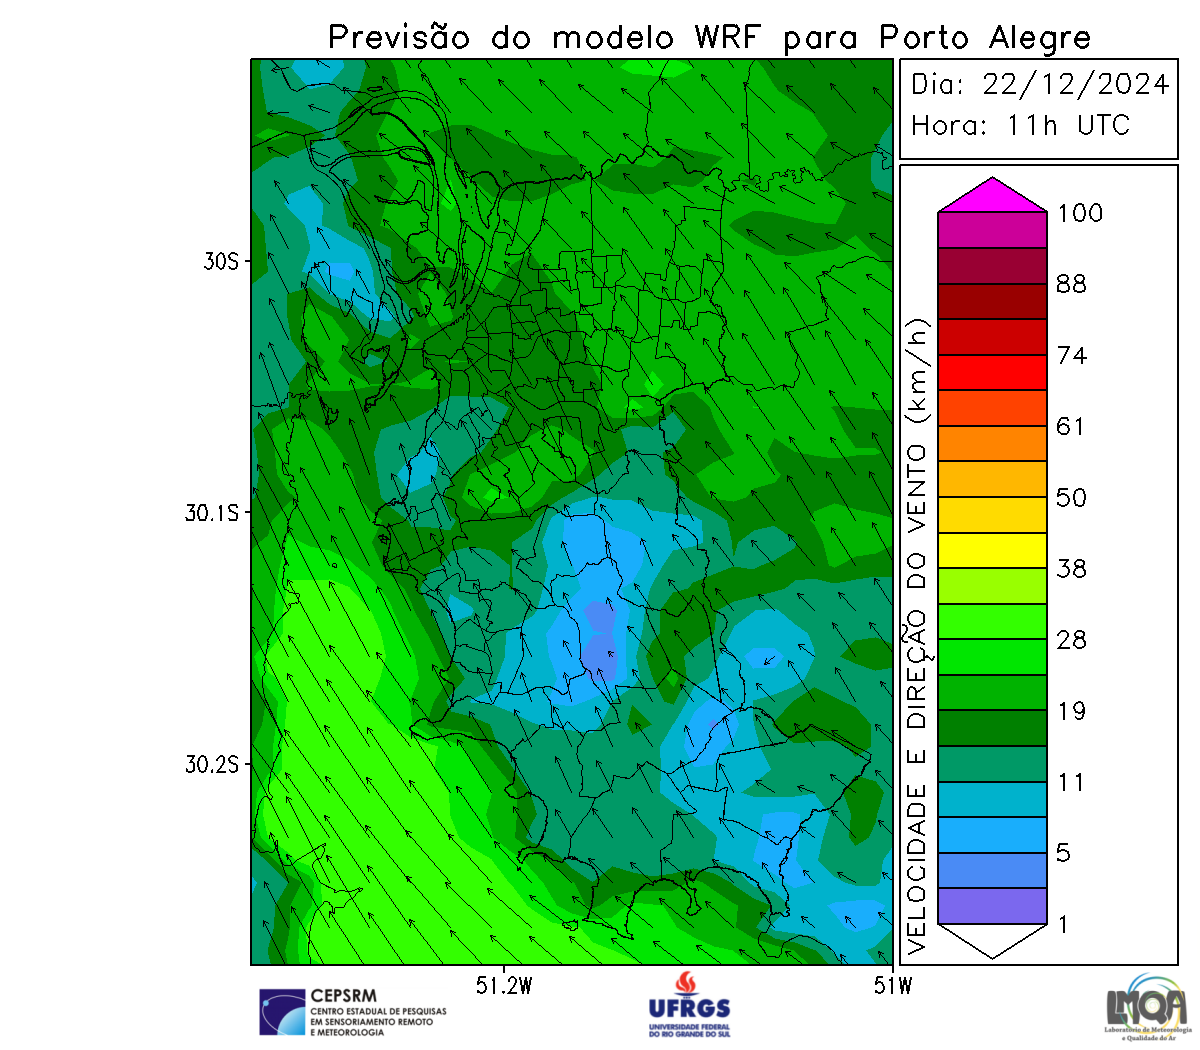 Previsão do modelo WRF para Porto Alegre
Dia: 22/12/2024
Hora: 11h UTC
VELOCIDADE E DIREÇÃO DO VENTO (km/h)
100
88
74
61
50
38
28
19
11
5
1
30S
30.1S
30.2S
51.2W
51W
CEPSRM
CENTRO ESTADUAL DE PESQUISAS
EM SENSORIAMENTO REMOTO
E METEOROLOGIA
UFRGS
UNIVERSIDADE FEDERAL
DO RIO GRANDE DO SUL
LMQA
Laboratório de Meteorologia
e Qualidade do Ar